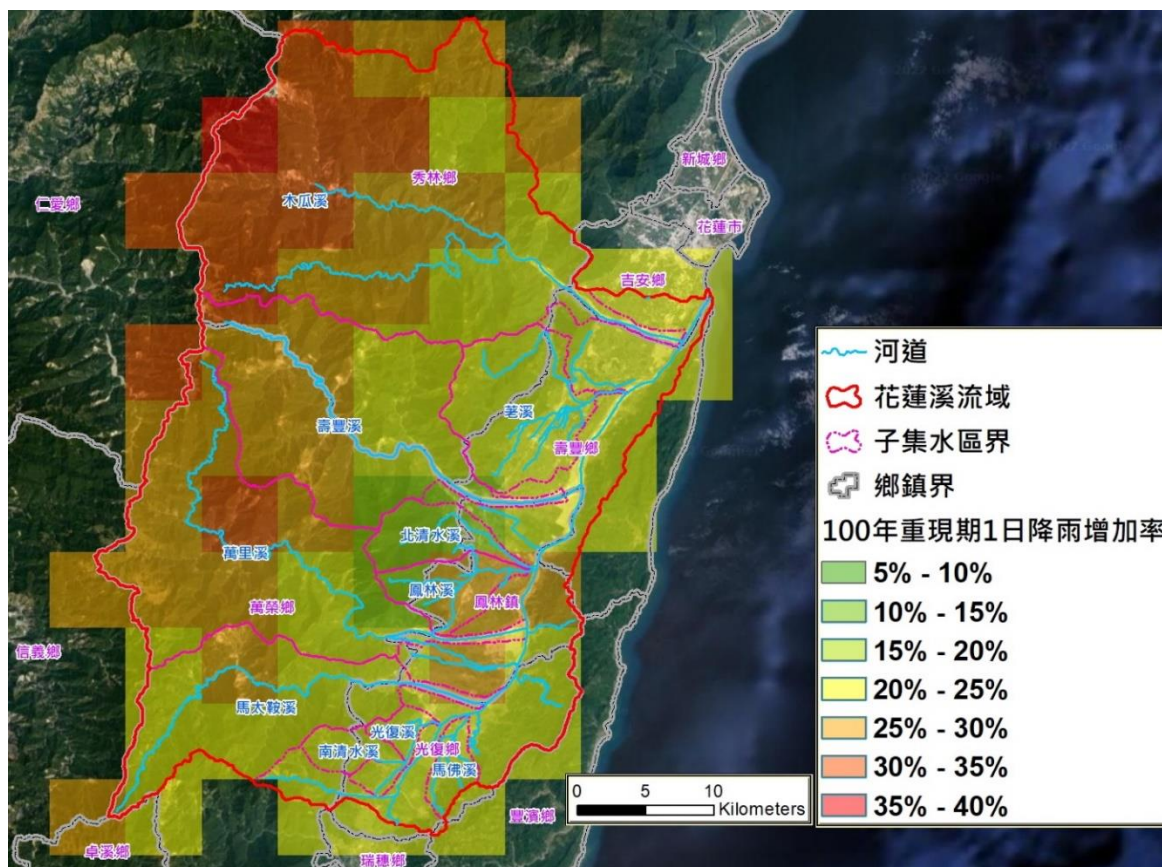 新城鄉
秀林鄉
仁愛鄉
木瓜溪
花蓮市
吉安鄉
荖溪
壽豐溪
壽豐鄉
北清水溪
萬里溪
鳳林溪
鳳林鎮
萬榮鄉
信義鄉
馬太鞍溪
光復溪
南清水溪
光復鄉
馬佛溪
豐濱鄉
卓溪鄉
瑞穗鄉
0 5 10
Kilometers
河道
花蓮溪流域
子集水區界
鄉鎮界
100年重現期1日降雨增加率
5% - 10%
10% - 15%
15% - 20%
20% - 25%
25% - 30%
30% - 35%
35% - 40%